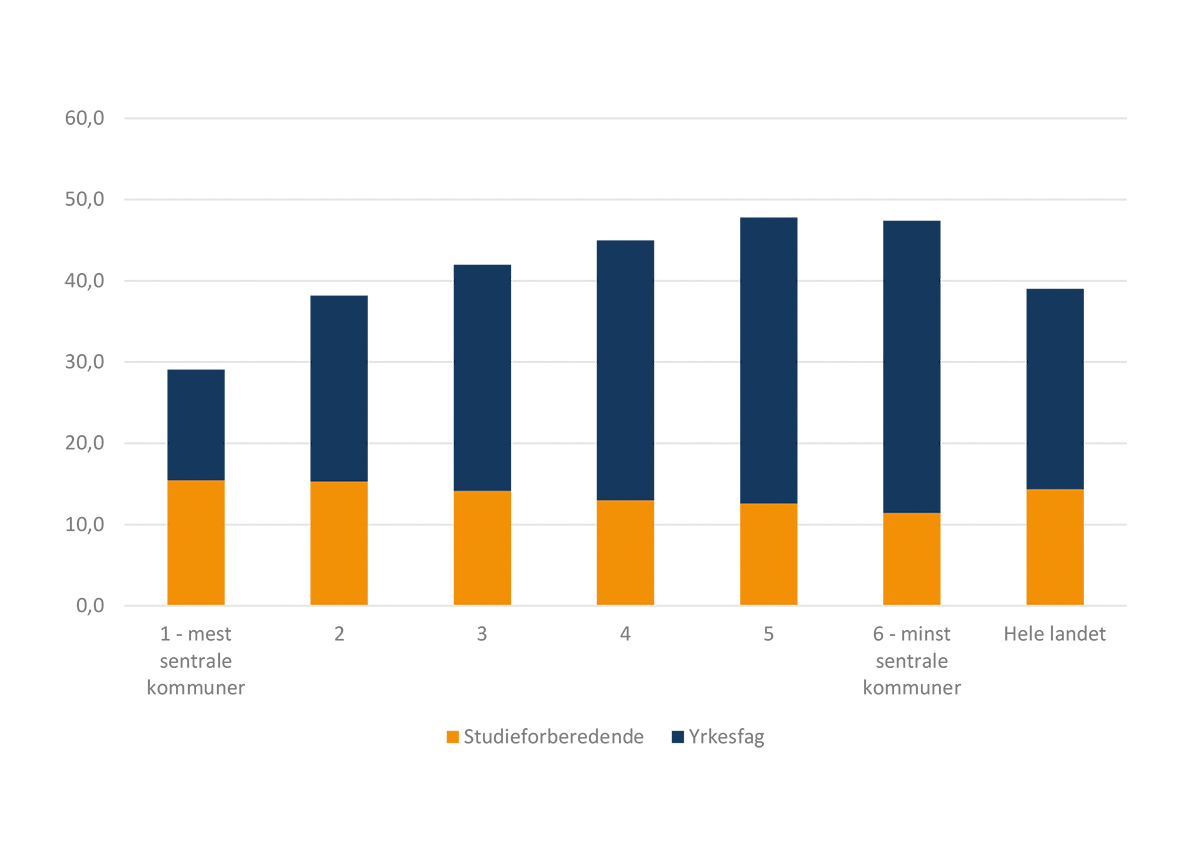 60,0
50,0
40,0
30,0
20,0
10,0
0,0
1 - mest
sentrale
kommuner
2
3
4
5
6 - minst
sentrale
kommuner
Hele landet
Studieforberedende
Yrkesfag